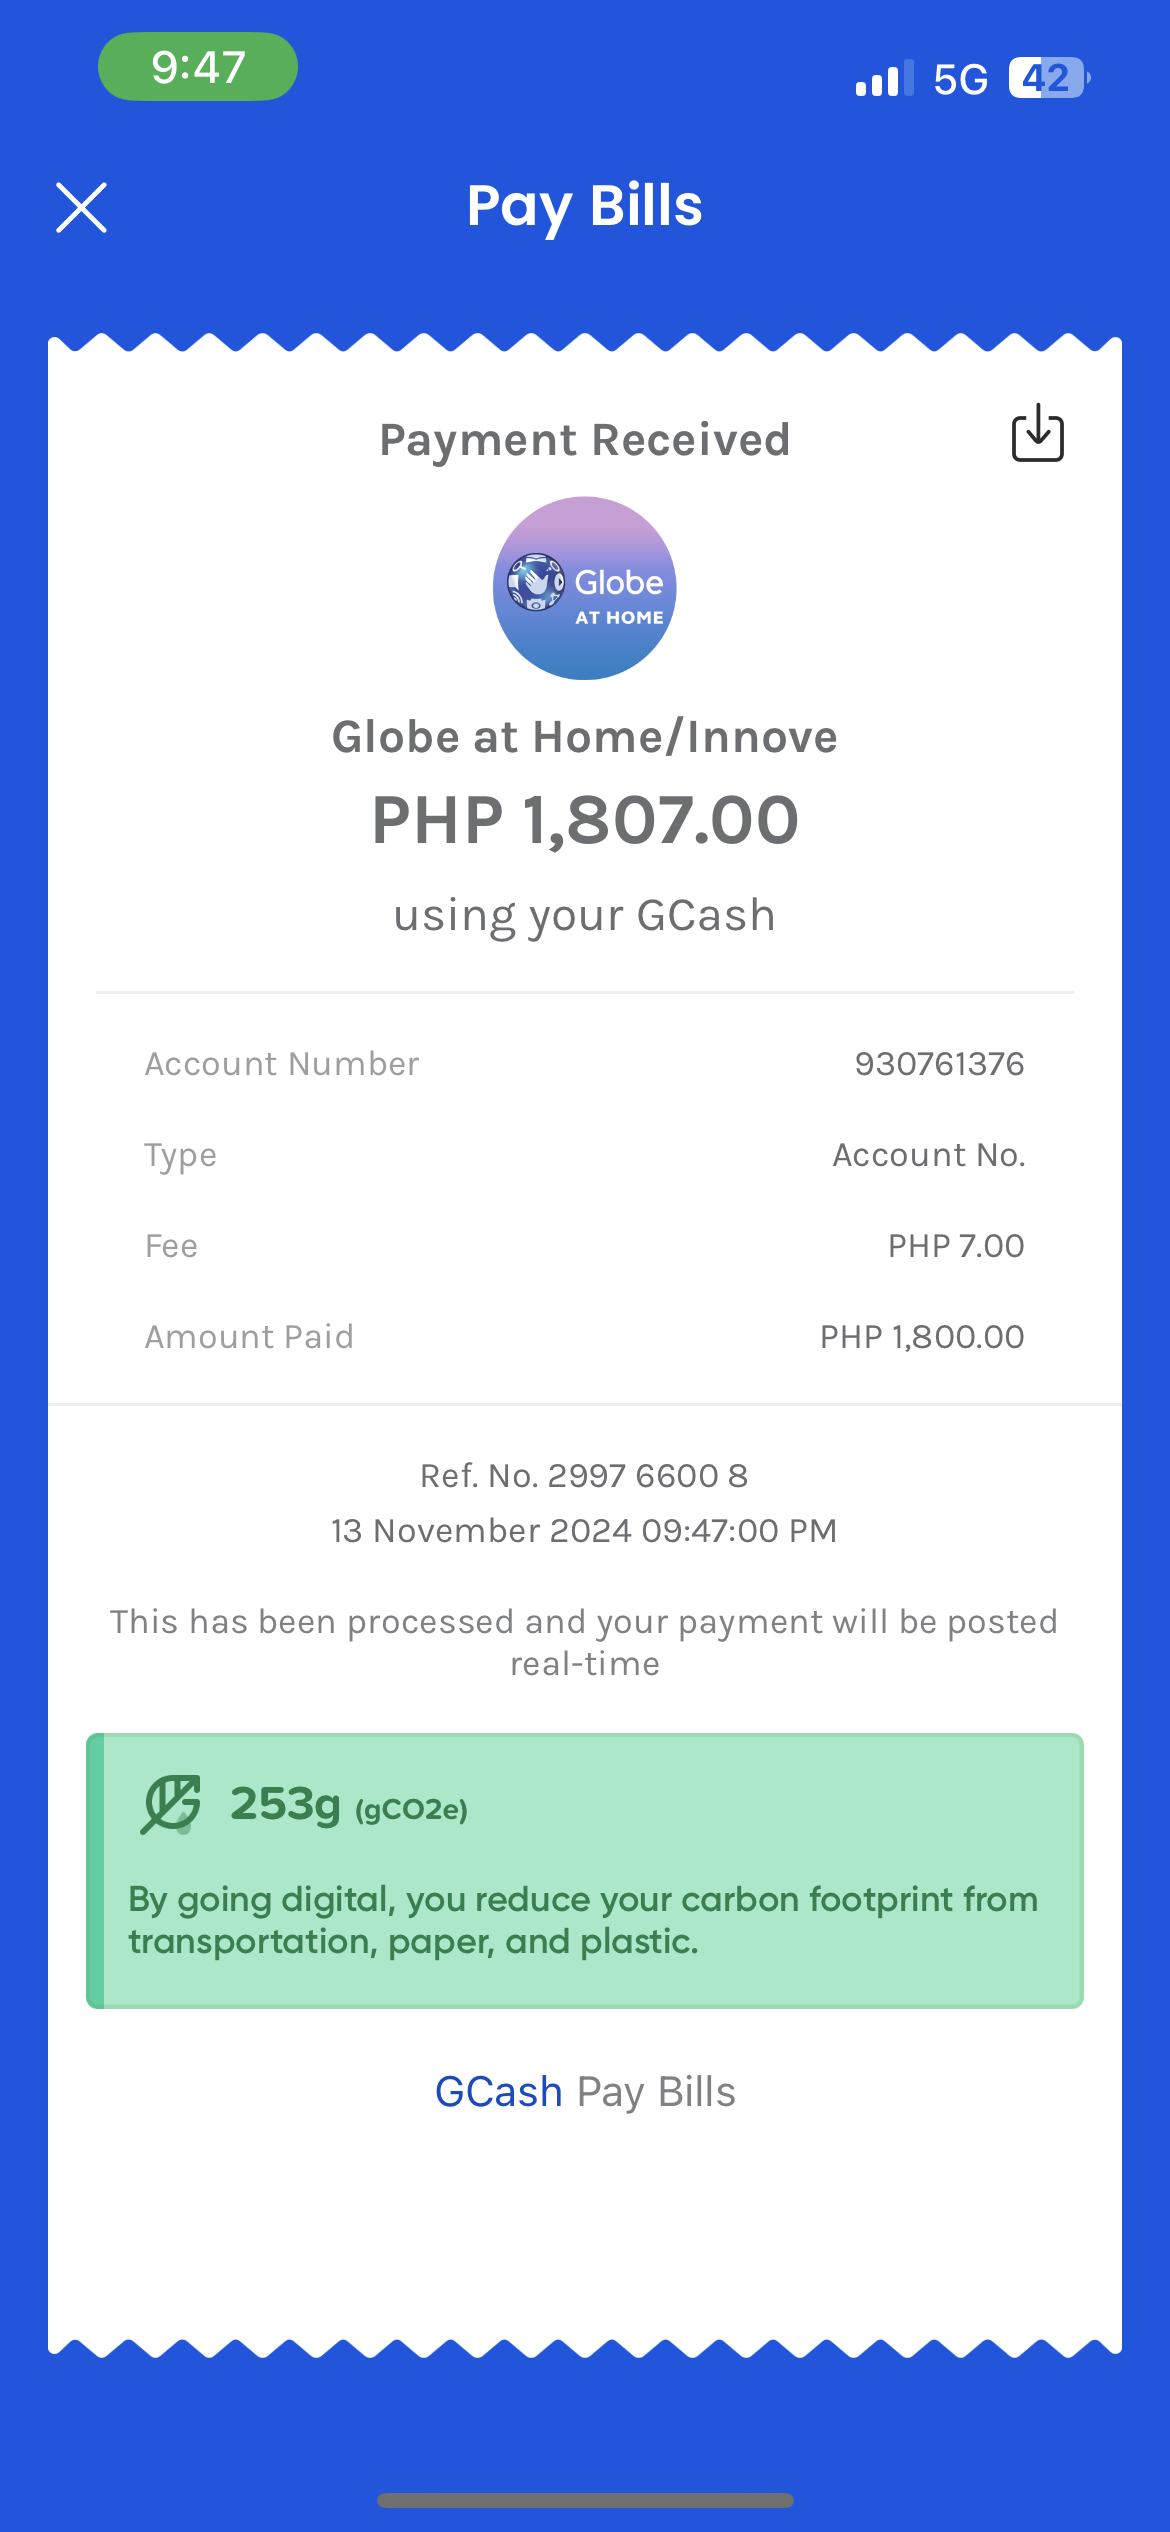 9:47
5G 42
Pay Bills
Payment Received
Globe
AT HOME
Globe at Home/Innove
PHP 1,807.00
using your GCash
Account Number 930761376
Type Account No.
Fee PHP 7.00
Amount Paid PHP 1,800.00
Ref. No. 2997 6600 8
13 November 2024 09:47:00 PM
This has been processed and your payment will be posted
real-time
253g (gCO2e)
By going digital, you reduce your carbon footprint from
transportation, paper, and plastic.
GCash Pay Bills